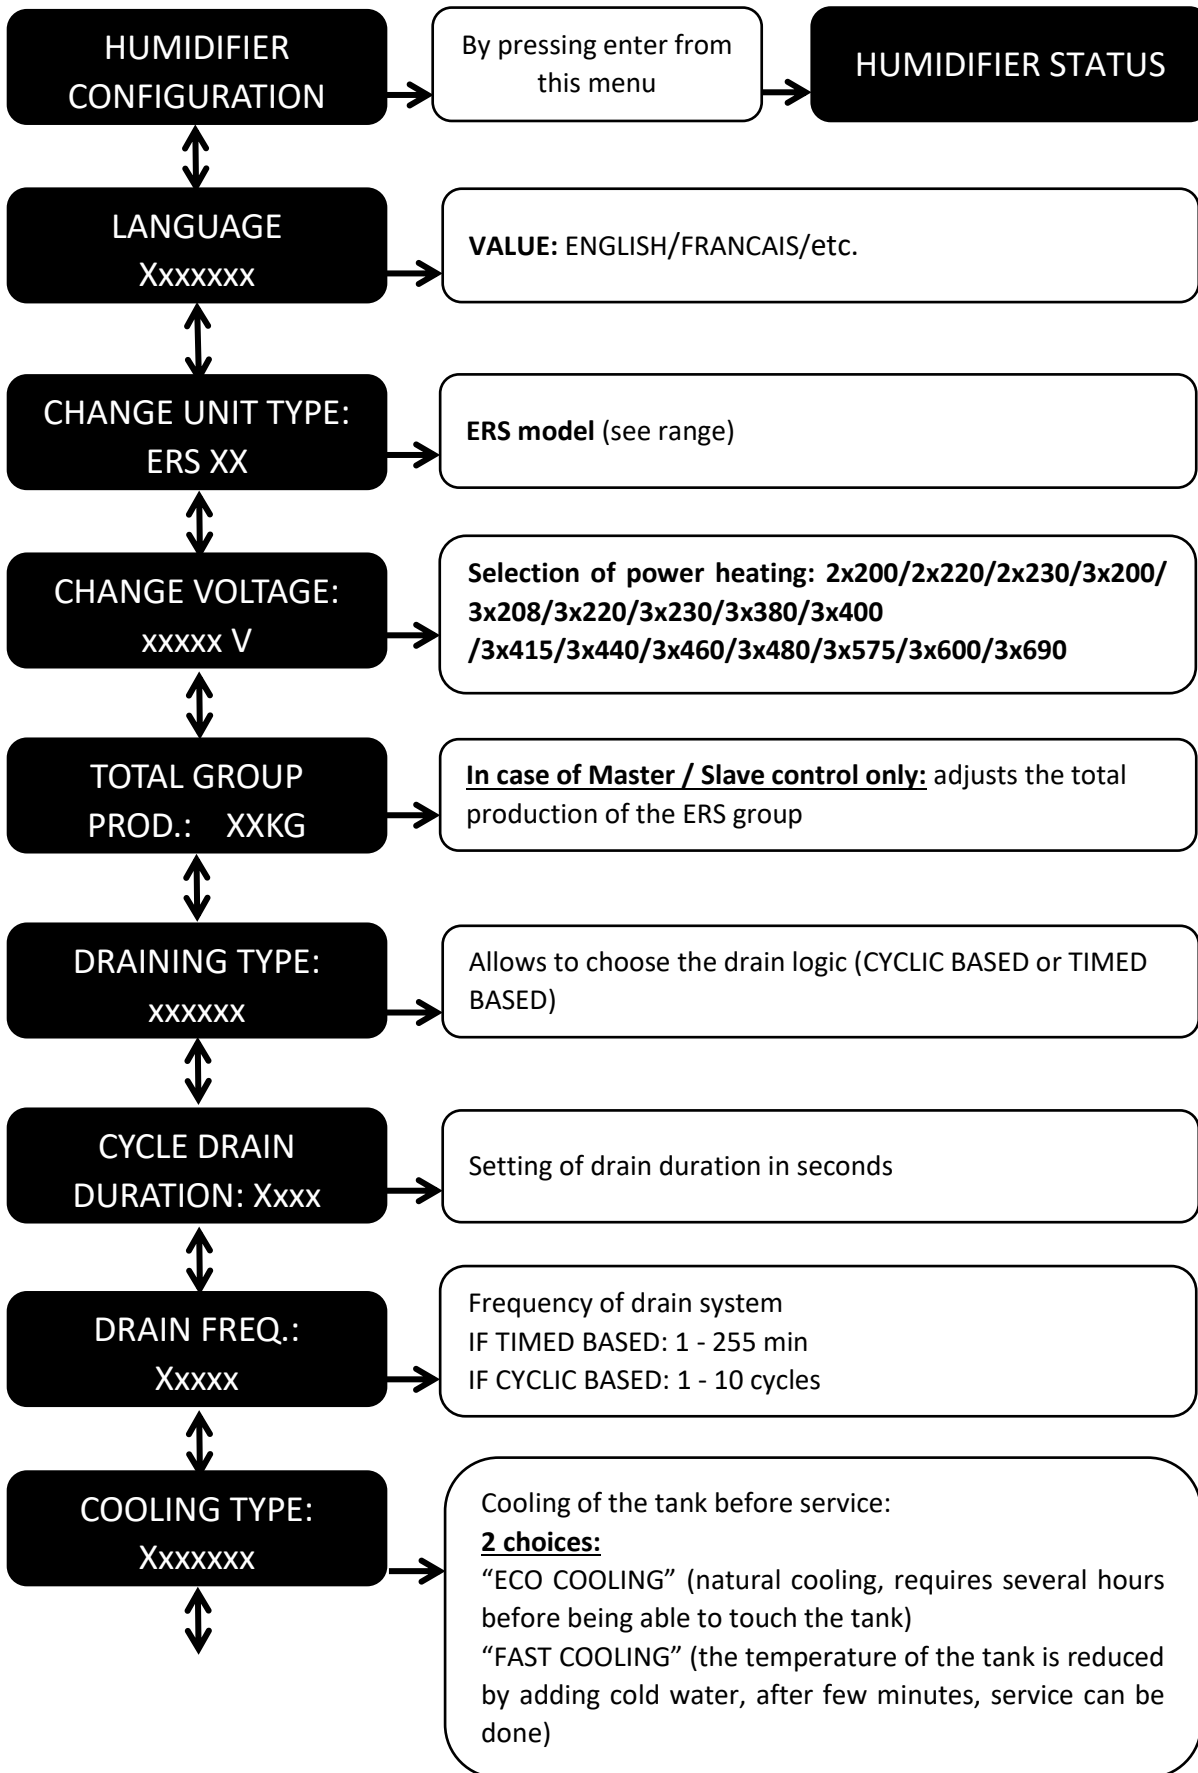 HUMIDIFIER
CONFIGURATION
By pressing enter from
this menu
HUMIDIFIER STATUS
LANGUAGE
Xxxxxxx
VALUE: ENGLISH/FRANCAIS/etc.
CHANGE UNIT TYPE:
ERS XX
ERS model (see range)
CHANGE VOLTAGE:
xxxxx V
Selection of power heating: 2x200/2x220/2x230/3x200/
3x208/3x220/3x230/3x380/3x400
/3x415/3x440/3x460/3x480/3x575/3x600/3x690
TOTAL GROUP
PROD.: XXKG
In case of Master / Slave control only: adjusts the total
production of the ERS group
DRAINING TYPE:
xxxxxx
Allows to choose the drain logic (CYCLIC BASED or TIMED
BASED)
CYCLE DRAIN
DURATION: Xxxx
Setting of drain duration in seconds
DRAIN FREQ.:
Xxxxx
Frequency of drain system
IF TIMED BASED: 1 - 255 min
IF CYCLIC BASED: 1 - 10 cycles
COOLING TYPE:
Xxxxxxx
Cooling of the tank before service:
2 choices:
“ECO COOLING” (natural cooling, requires several hours
before being able to touch the tank)
“FAST COOLING” (the temperature of the tank is reduced
by adding cold water, after few minutes, service can be
done)